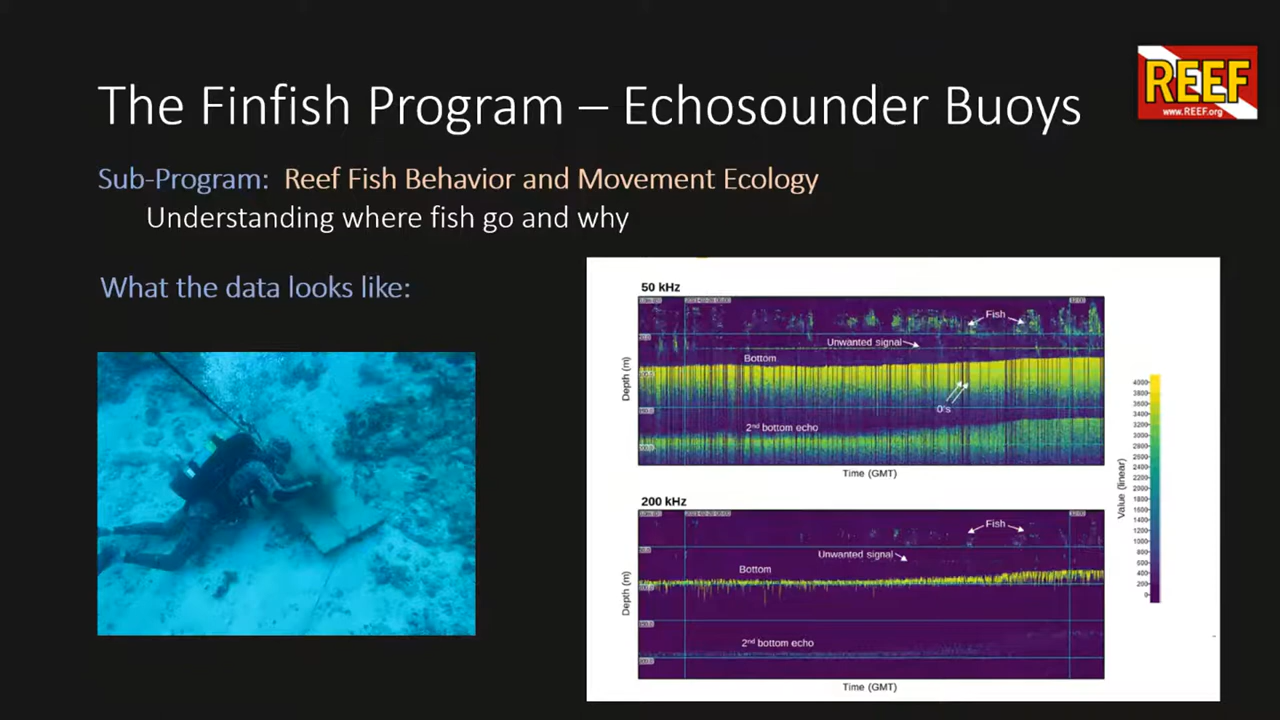 The Finfish Program – Echosounder Buoys
REEF
www.REEF.org
Sub-Program: Reef Fish Behavior and Movement Ecology
Understanding where fish go and why
What the data looks like:
50 kHz
Fish
Unwanted signal
Bottom
0's
2nd bottom echo
Depth (m)
Time (GMT)
200 kHz
Fish
Unwanted signal
Bottom
2nd bottom echo
Depth (m)
Time (GMT)
Value (linear)
4000
3800
3600
3400
3200
3000
2800
2600
2400
2200
2000
1800
1600
1400
1200
1000
800
600
400
200
0